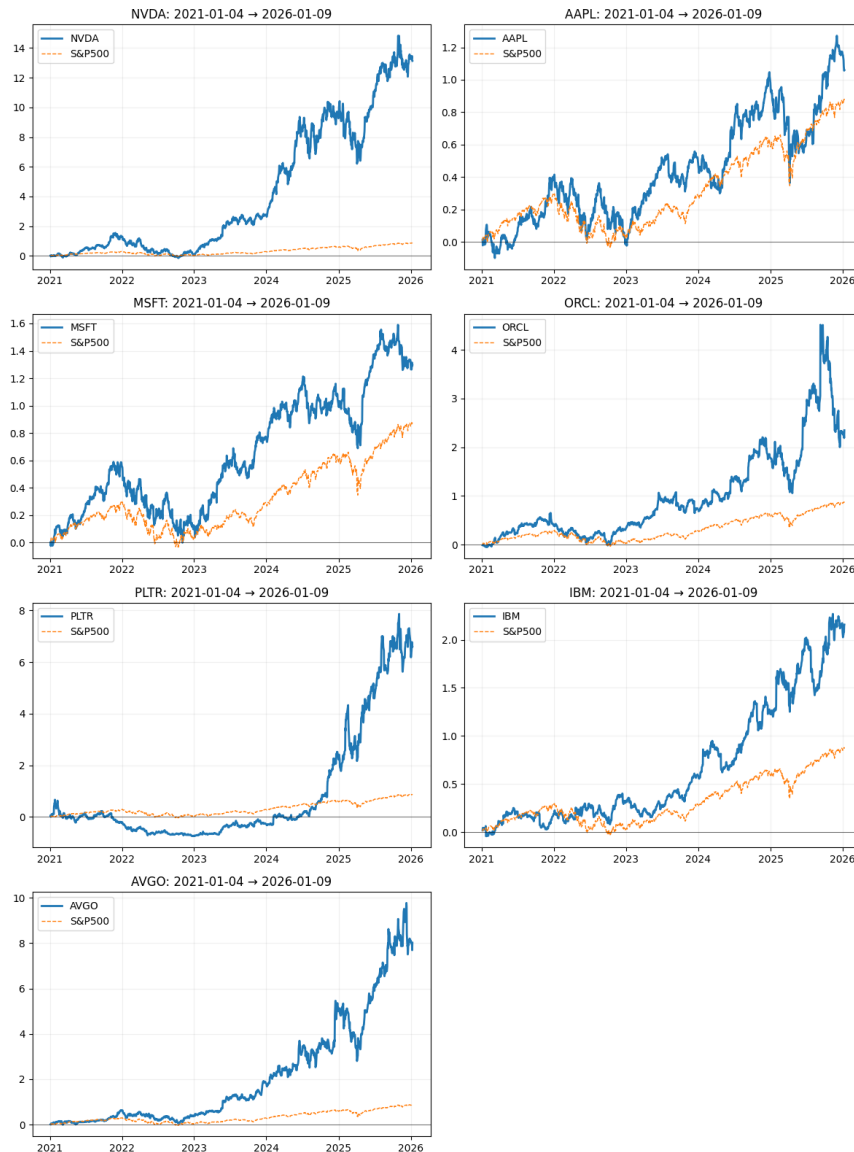 NVDA: 2021-01-04 → 2026-01-09
NVDA
S&P500
14
12
10
8
6
4
2
0
2021 2022 2023 2024 2025 2026
AAPL: 2021-01-04 → 2026-01-09
AAPL
S&P500
1.2
1.0
0.8
0.6
0.4
0.2
0.0
2021 2022 2023 2024 2025 2026
MSFT: 2021-01-04 → 2026-01-09
MSFT
S&P500
1.6
1.4
1.2
1.0
0.8
0.6
0.4
0.2
0.0
2021 2022 2023 2024 2025 2026
ORCL: 2021-01-04 → 2026-01-09
ORCL
S&P500
4
3
2
1
0
2021 2022 2023 2024 2025 2026
PLTR: 2021-01-04 → 2026-01-09
PLTR
S&P500
8
6
4
2
0
2021 2022 2023 2024 2025 2026
IBM: 2021-01-04 → 2026-01-09
IBM
S&P500
2.0
1.5
1.0
0.5
0.0
2021 2022 2023 2024 2025 2026
AVGO: 2021-01-04 → 2026-01-09
AVGO
S&P500
10
8
6
4
2
0
2021 2022 2023 2024 2025 2026